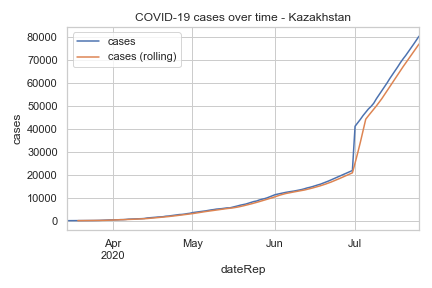 COVID-19 cases over time - Kazakhstan
cases
cases (rolling)
80000
70000
60000
50000
40000
30000
20000
10000
0
cases
Apr
2020
May
Jun
Jul
dateRep